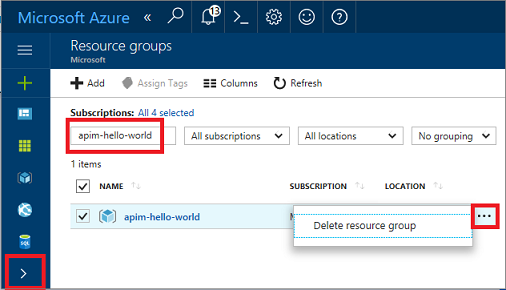 Microsoft Azure « 13
Resource groups
Microsoft
Add Assign Tags Columns Refresh
Subscriptions: All 4 selected
apim-hello-world All subscriptions All locations No grouping
1 items
NAME SUBSCRIPTION LOCATION
apim-hello-world
Delete resource group
SQL